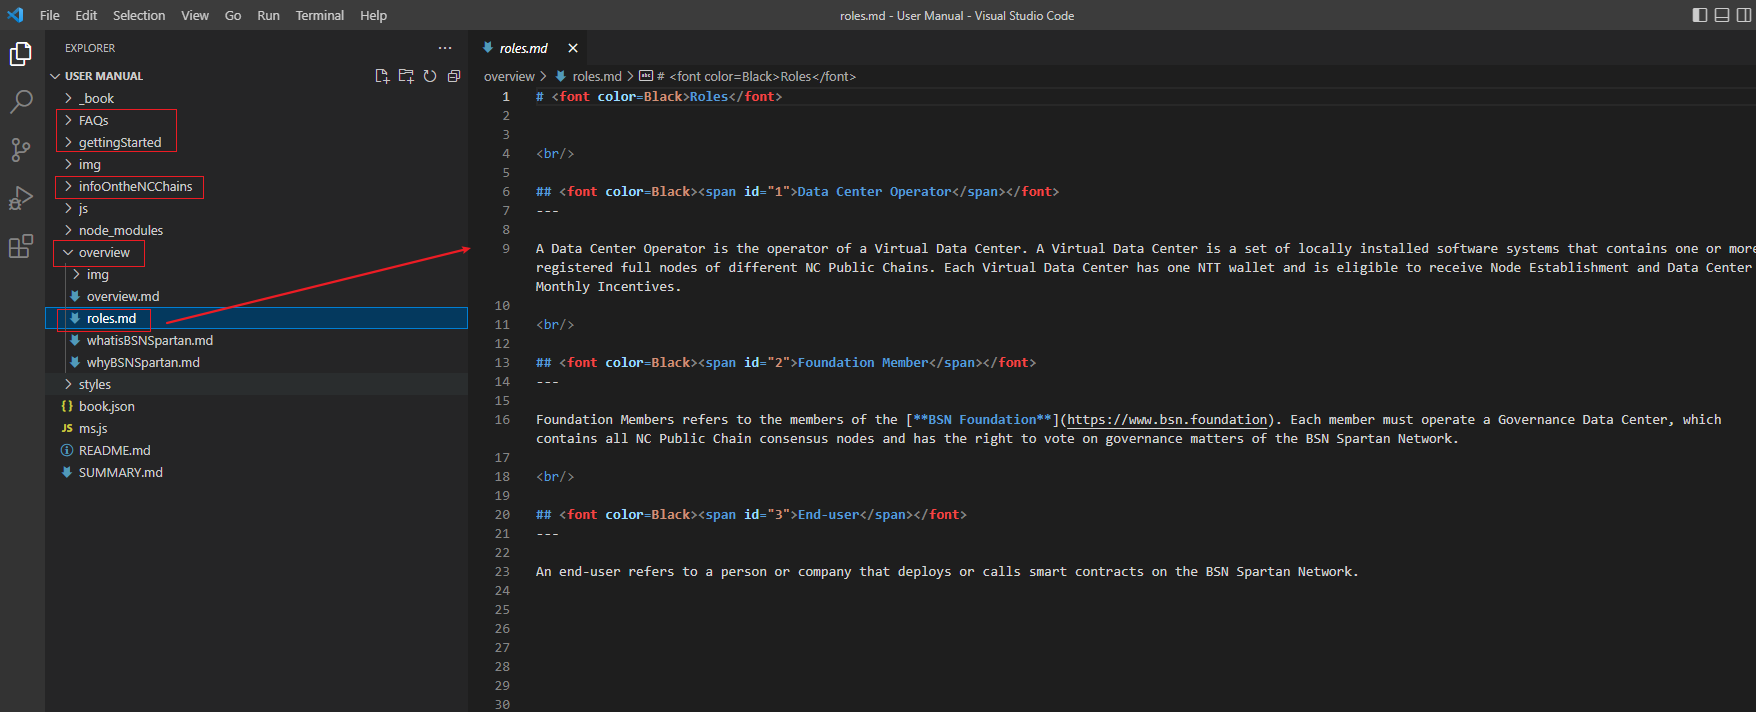 File Edit Selection View Go Run Terminal Help
roles.md - User Manual - Visual Studio Code
EXPLORER
USER MANUAL
_book
FAQs
gettingStarted
img
infoOntheNCChains
js
node_modules
overview
img
overview.md
roles.md
whatisBSNSpartan.md
whyBSNSpartan.md
styles
{} book.json
JS ms.js
README.md
SUMMARY.md
roles.md
overview > roles.md > # <font color=Black>Roles</font>
1 # <font color=Black>Roles</font>
2
3
4 <br/>
5
6 ## <font color=Black><span id="1">Data Center Operator</span></font>
7 ---
8
9 A Data Center Operator is the operator of a Virtual Data Center. A Virtual Data Center is a set of locally installed software systems that contains one or more
registered full nodes of different NC Public Chains. Each Virtual Data Center has one NTT wallet and is eligible to receive Node Establishment and Data Center
Monthly Incentives.
10
11 <br/>
12
13 ## <font color=Black><span id="2">Foundation Member</span></font>
14 ---
15
16 Foundation Members refers to the members of the [**BSN Foundation**](https://www.bsn.foundation). Each member must operate a Governance Data Center, which
contains all NC Public Chain consensus nodes and has the right to vote on governance matters of the BSN Spartan Network.
17
18 <br/>
19
20 ## <font color=Black><span id="3">End-user</span></font>
21 ---
22
23 An end-user refers to a person or company that deploys or calls smart contracts on the BSN Spartan Network.
24
25
26
27
28
29
30